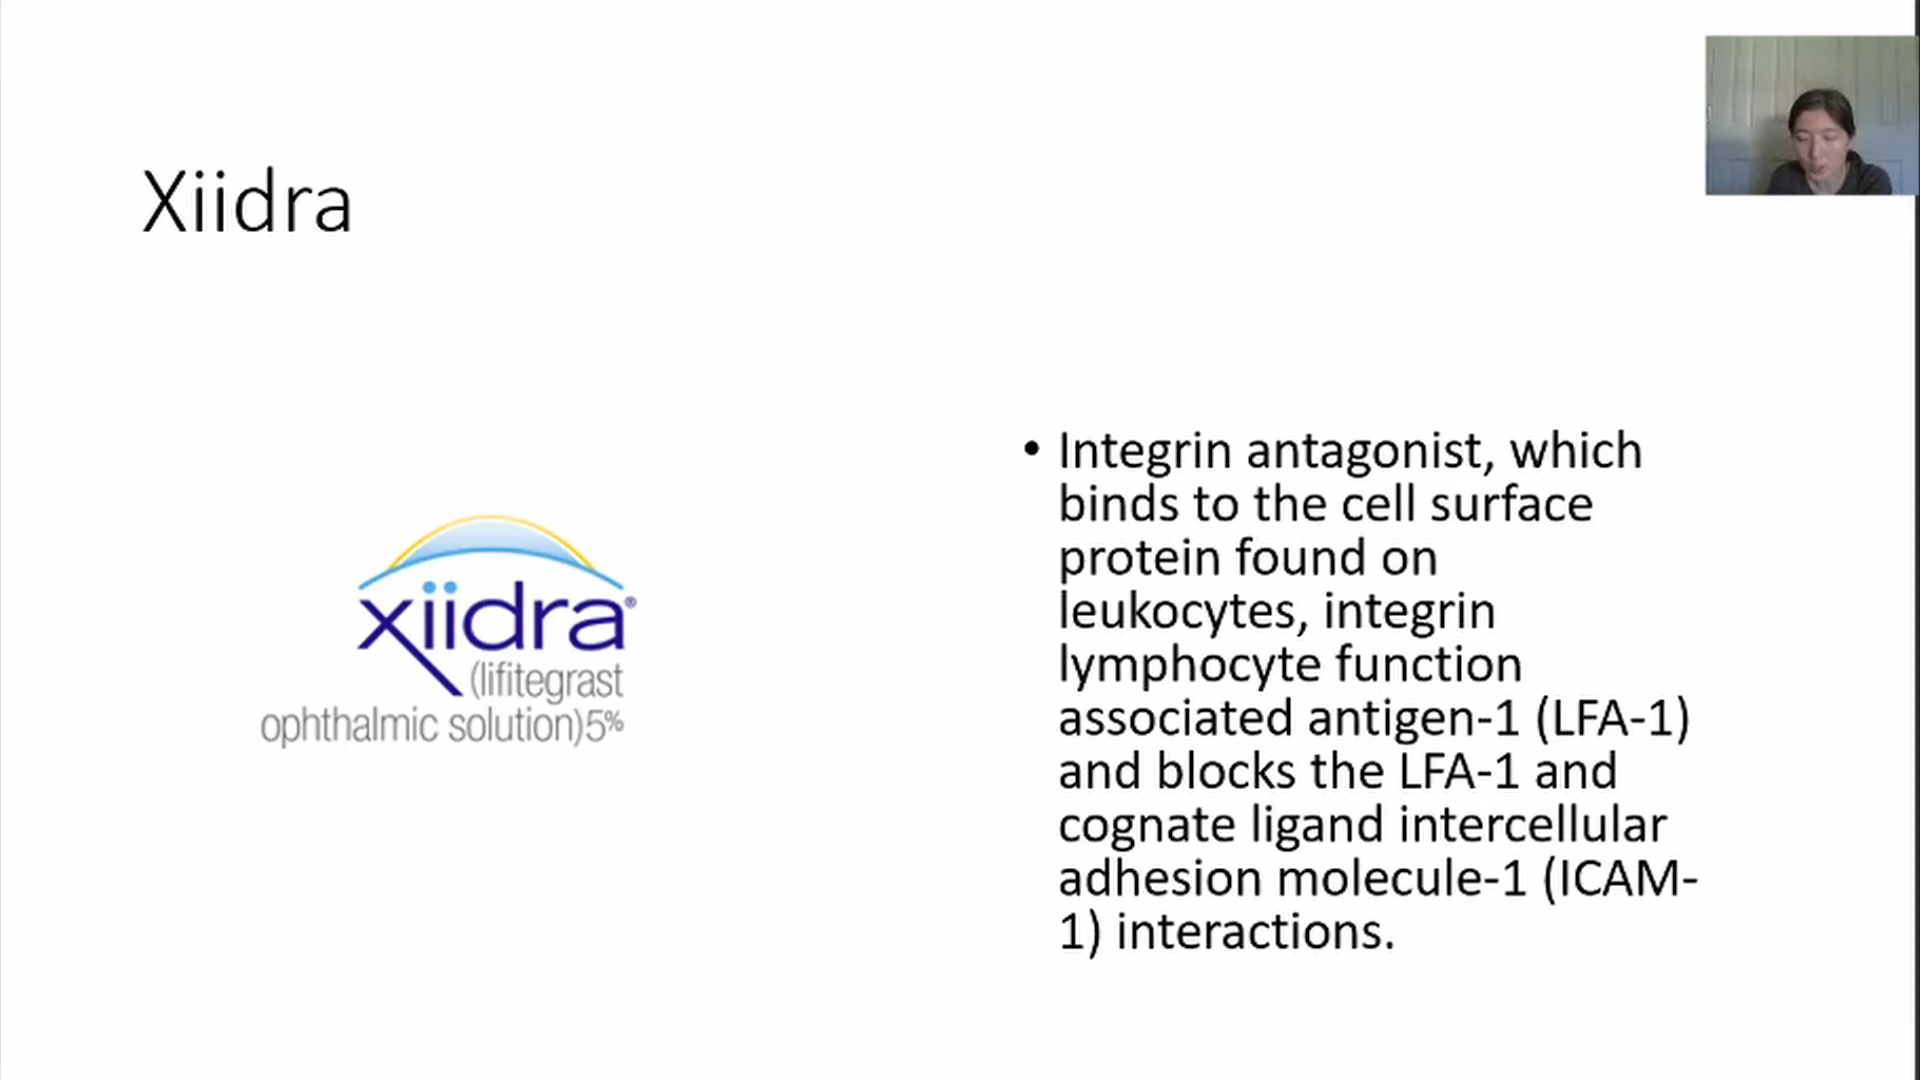 Xiidra
xiidra®
(lifitegrast
ophthalmic solution)5%
• Integrin antagonist, which
binds to the cell surface
protein found on
leukocytes, integrin
lymphocyte function
associated antigen-1 (LFA-1)
and blocks the LFA-1 and
cognate ligand intercellular
adhesion molecule-1 (ICAM-
1) interactions.